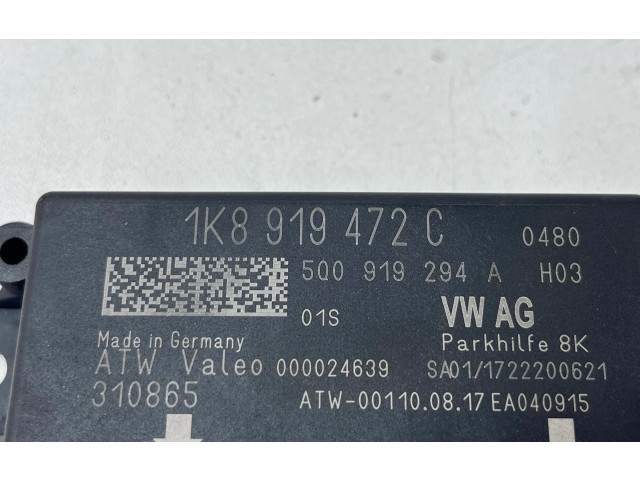 1K8 919 472 C 0480
5Q0 919 294 A H03
01S VW AG
Made in Germany Parkhilfe 8K
ATW Valeo 000024639 SA01/1722200621
310865 ATW-00110.08.17 EA040915